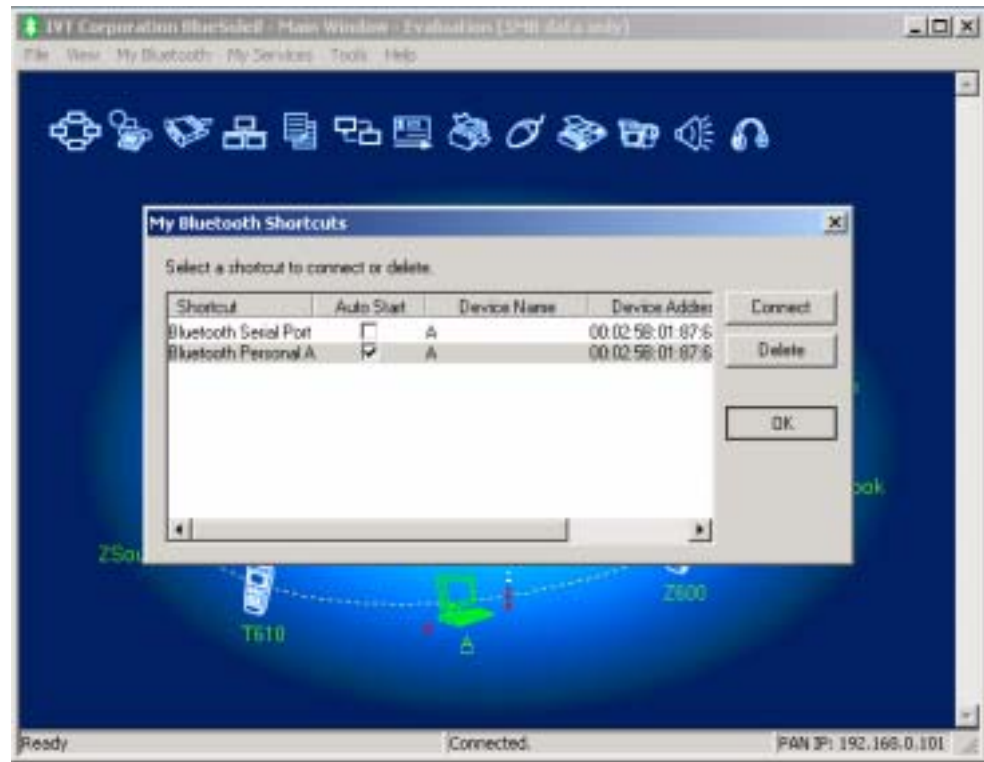 IVT Corporation BlueSoleil - Main Window - Evaluation (5MB data only)
File View My Bluetooth My Services Tools Help
My Bluetooth Shortcuts
Select a shortcut to connect or delete.
Shortcut Auto Start Device Name Device Addres
Bluetooth Serial Port A 00:02:5B:01:87:6
Bluetooth Personal A A 00:02:5B:01:87:6
Connect
Delete
OK
ook
ZSou
Z600
T610
A
Ready Connected. PAN IP: 192.168.0.101